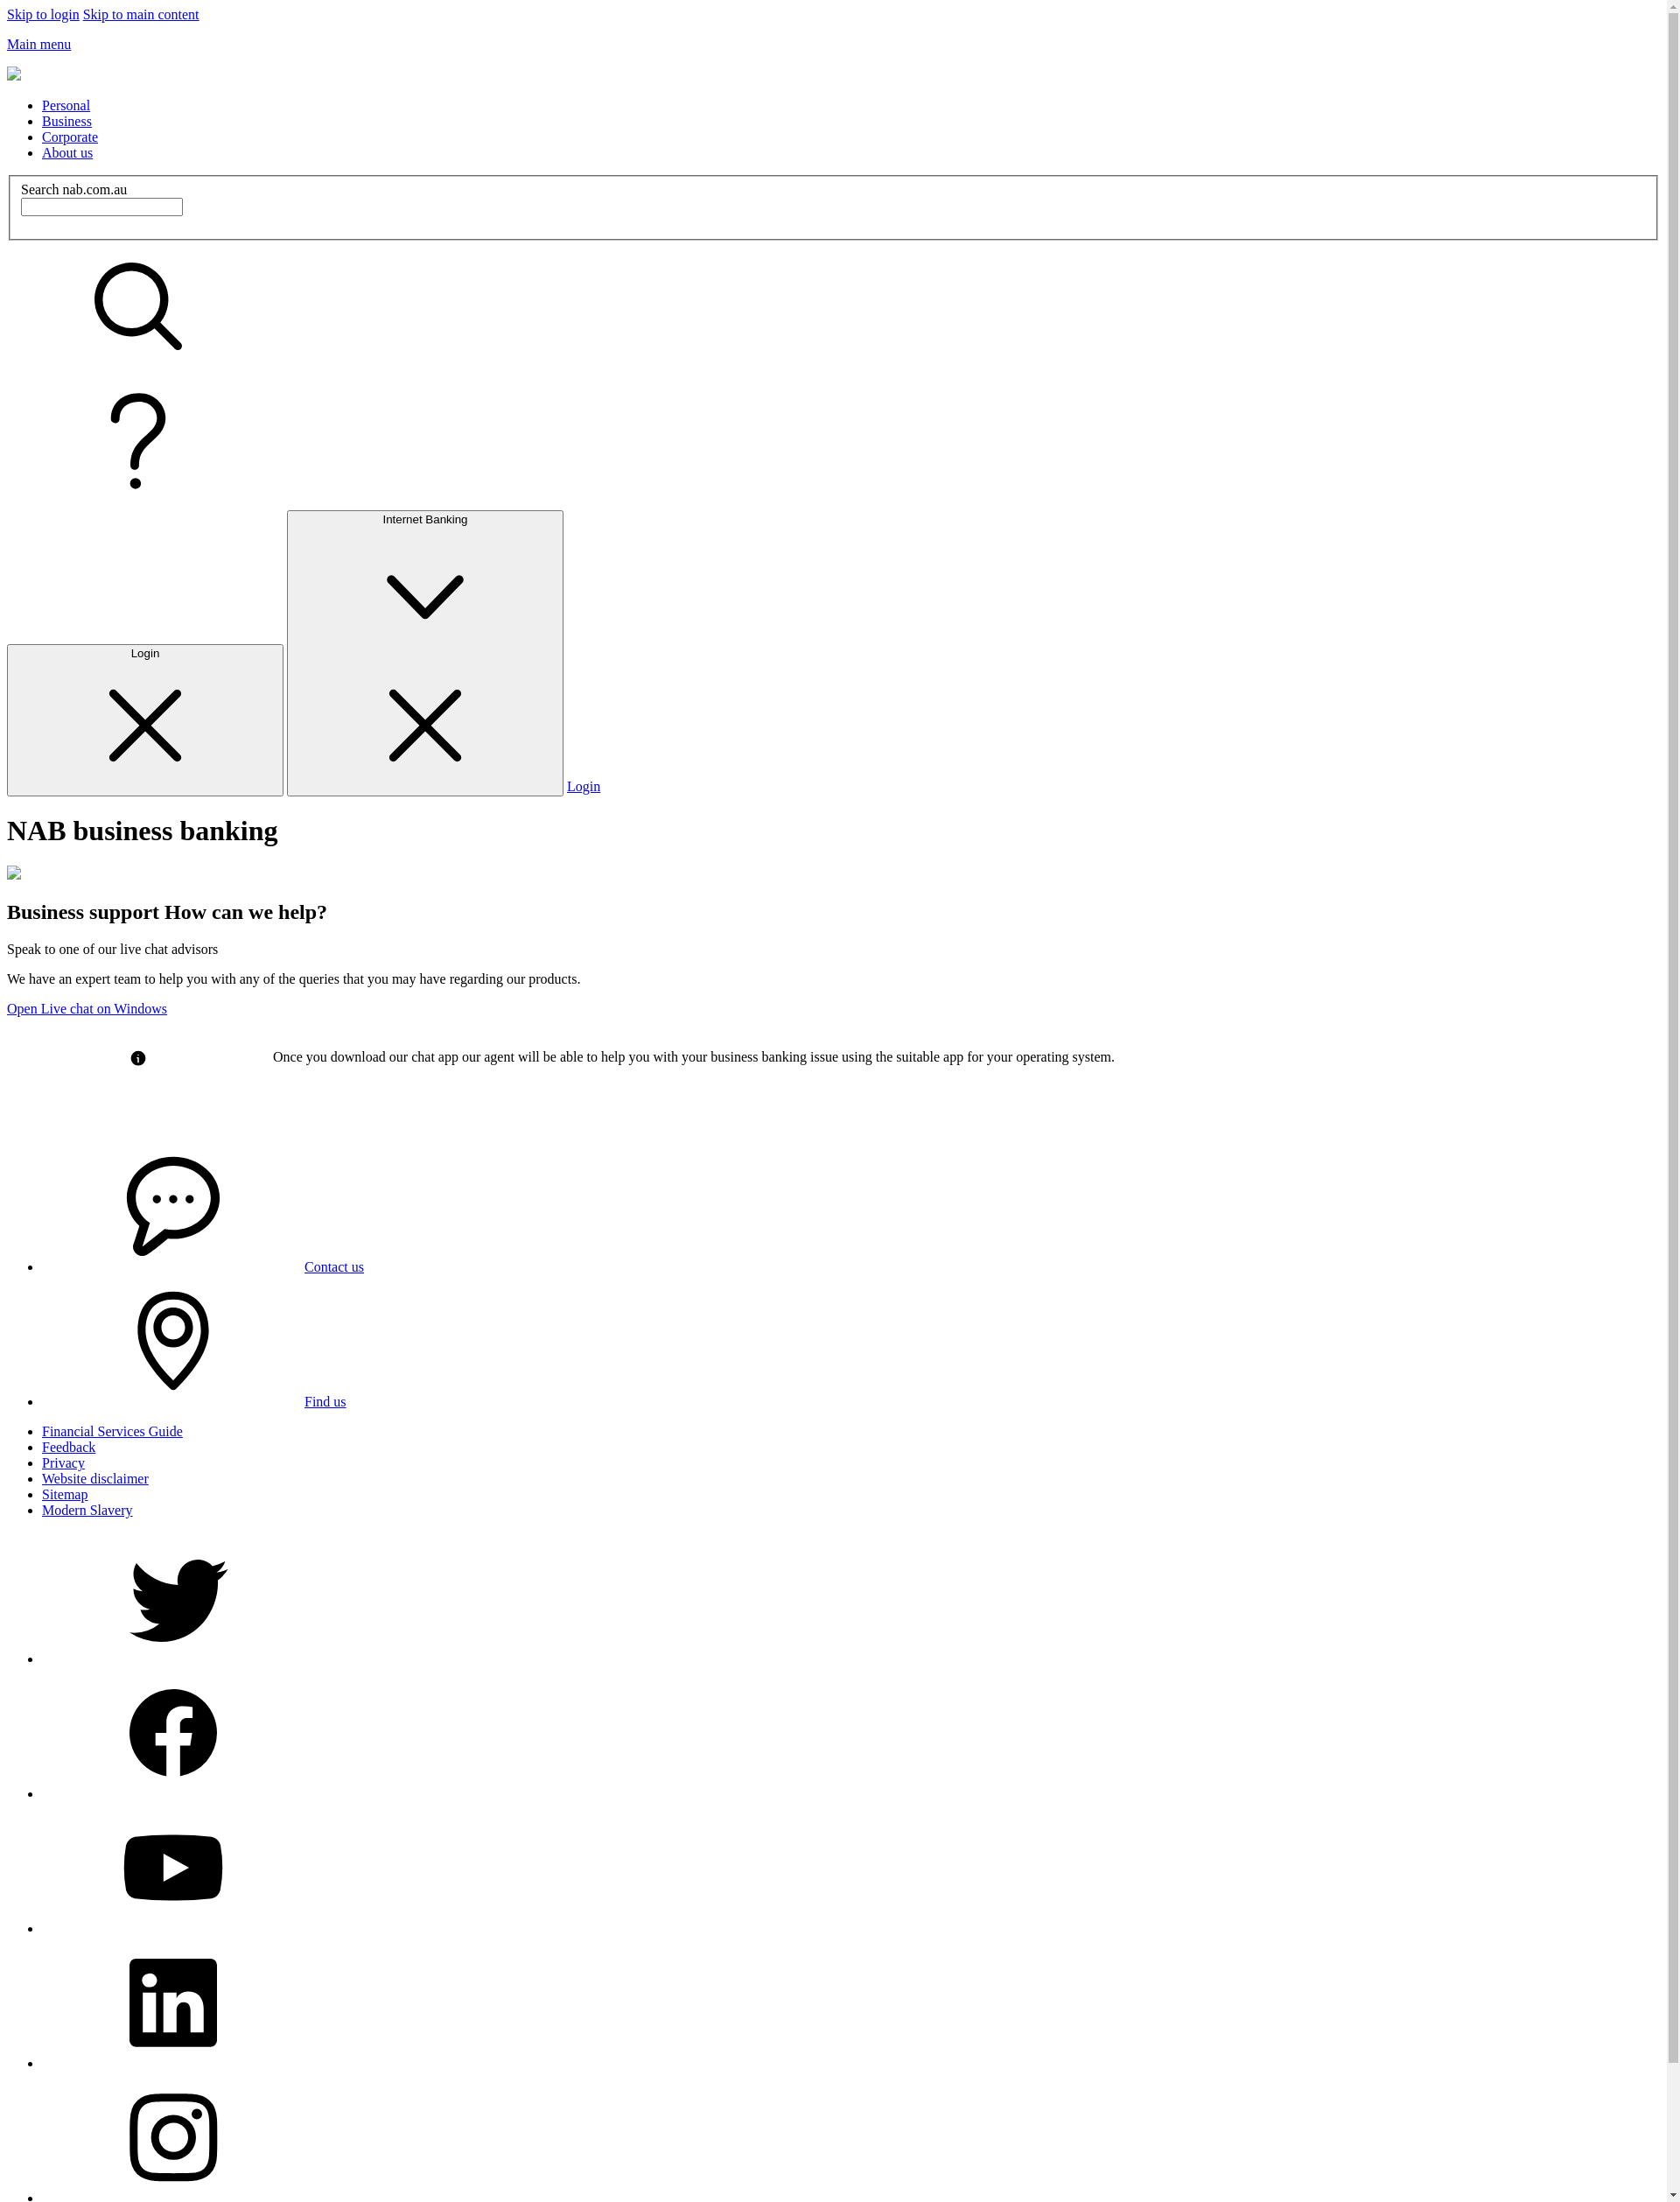 Skip to login Skip to main content
Main menu
Personal
Business
Corporate
About us
Search nab.com.au
Internet Banking
Login
Login
NAB business banking
Business support How can we help?
Speak to one of our live chat advisors
We have an expert team to help you with any of the queries that you may have regarding our products.
Open Live chat on Windows
Once you download our chat app our agent will be able to help you with your business banking issue using the suitable app for your operating system.
Contact us
Find us
Financial Services Guide
Feedback
Privacy
Website disclaimer
Sitemap
Modern Slavery